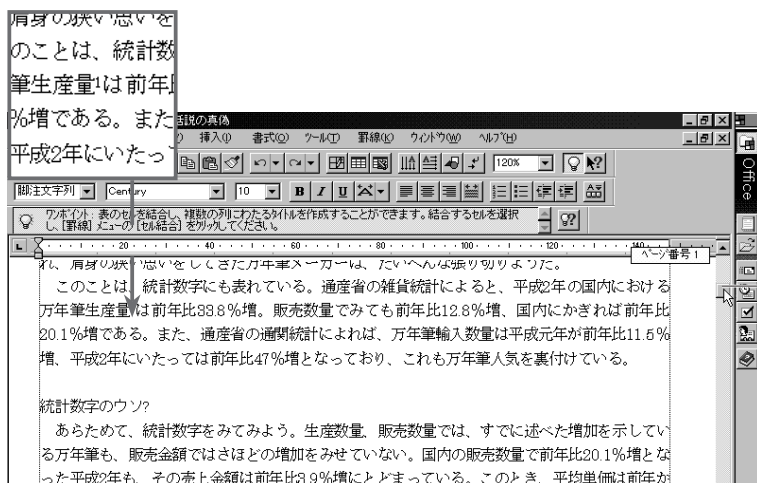 肩身の狭い思いを
のことは、統計数
筆生産量1は前年
%増である。また
平成2年にいたっ
話説の真偽
挿入(I) 書式(O) ツール(T) 罫線(K) ウィンドウ(W) ヘルプ(H)
120%
脚注文字列 Century 10 B I U
ワンポイント: 表のセルを結合し、複数の列にわたるタイトルを作成することができます。結合するセルを選択
し、[罫線] メニューの [セル結合] をクリックしてください。
20 40 60 80 100 120 140
ページ番号 1
Office
れ、肩身の狭い思いをしてきた万年筆メーカーは、たいへんな張り切りようだ。
このことは、統計数字にも表れている。通産省の雑貨統計によると、平成2年の国内における
万年筆生産量は前年比33.8%増。販売数量でみても前年比12.8%増、国内にかぎれば前年比
20.1%増である。また、通産省の通関統計によれば、万年筆輸入数量は平成元年が前年比11.5%
増、平成2年にいたっては前年比47%増となっており、これも万年筆人気を裏付けている。
統計数字のウソ?
あらためて、統計数字をみてみよう。生産数量、販売数量では、すでに述べた増加を示してい
る万年筆も、販売金額ではさほどの増加をみせていない。国内の販売数量で前年比20.1%増とな
った平成2年も、その売上金額は前年比3.9%増にとどまっている。このとき、平均単価は前年か